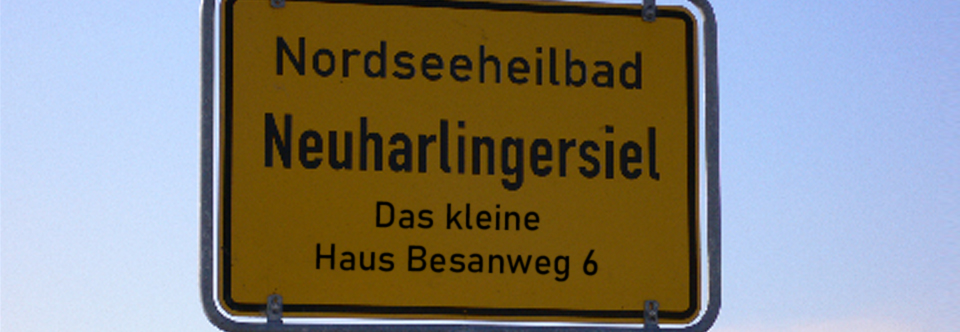 Nordseeheilbad
Neuharlingersiel
Das kleine
Haus Besanweg 6